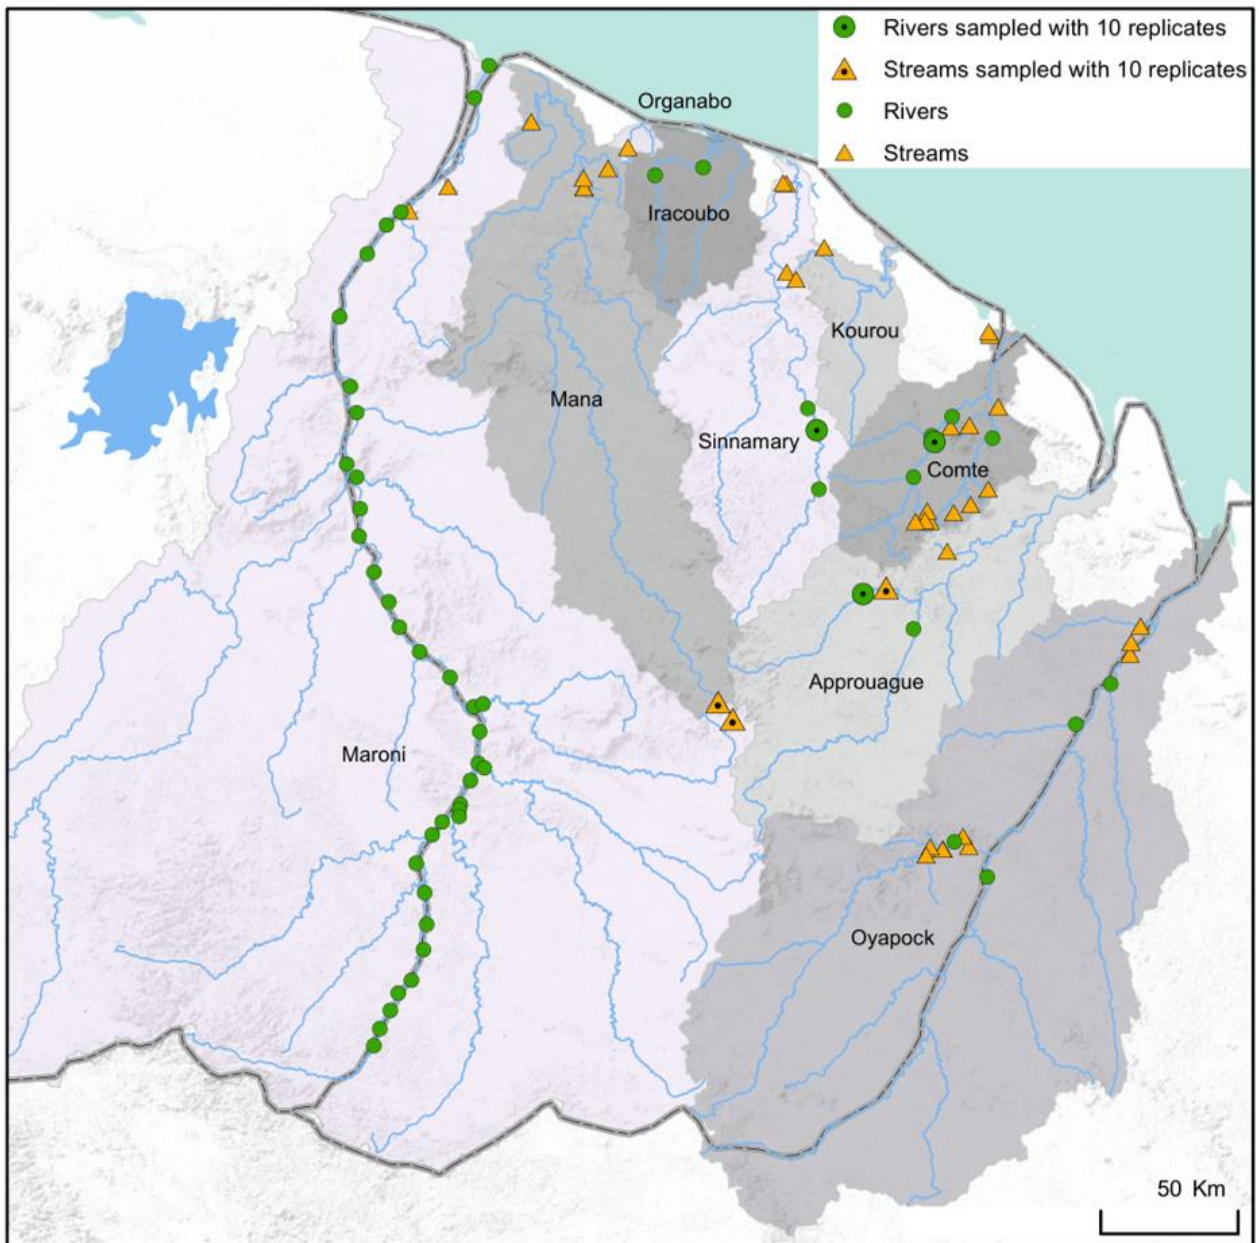 Rivers sampled with 10 replicates
Streams sampled with 10 replicates
Rivers
Streams
Organabo
Iracoubo
Kourou
Mana
Sinnamary
Comte
Approuague
Maroni
Oyapock
50 Km